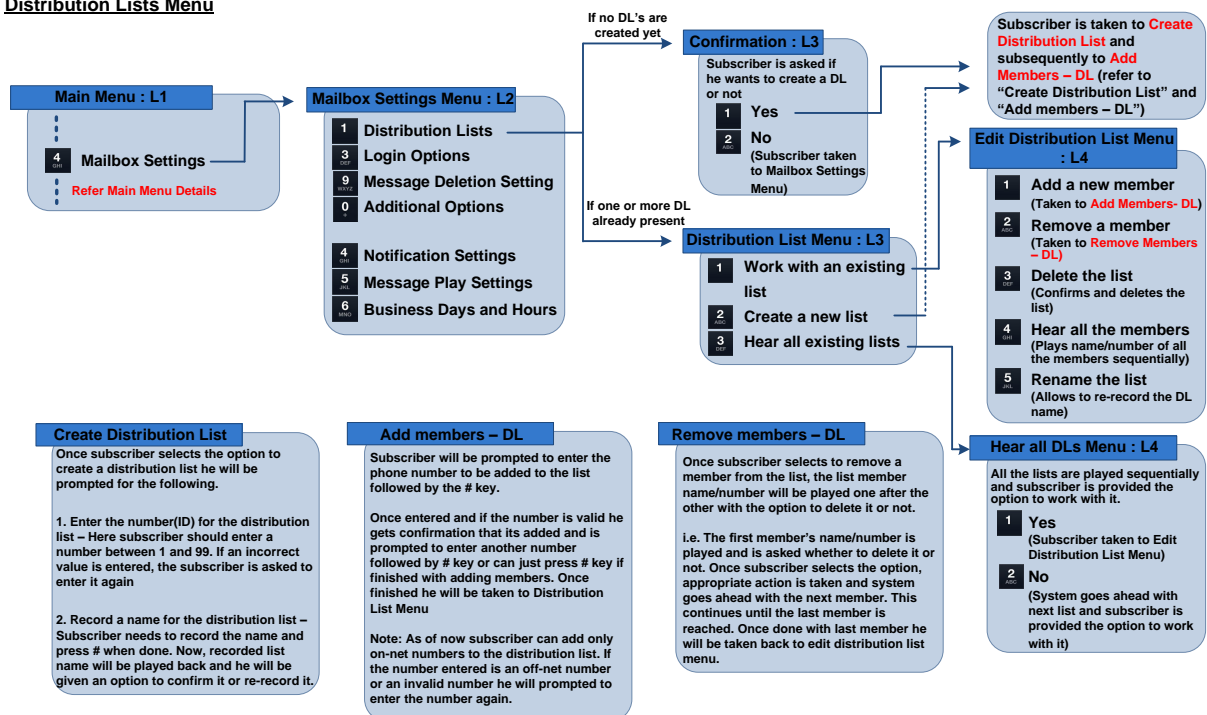 Distribution Lists Menu
Main Menu : L1
4
GHI
Mailbox Settings
Refer Main Menu Details
Mailbox Settings Menu : L2
1
Distribution Lists
3
DEF
Login Options
9
WXYZ
Message Deletion Setting
0
Additional Options
4
GHI
Notification Settings
5
JKL
Message Play Settings
6
MNO
Business Days and Hours
If no DL's are
created yet
Confirmation : L3
Subscriber is asked if
he wants to create a DL
or not
1
Yes
2
ABC
No
(Subscriber taken
to Mailbox Settings
Menu)
If one or more DL
already present
Distribution List Menu : L3
1
Work with an existing
list
2
ABC
Create a new list
3
DEF
Hear all existing lists
Subscriber is taken to Create
Distribution List and
subsequently to Add
Members – DL (refer to
“Create Distribution List” and
“Add members – DL”)
Edit Distribution List Menu
: L4
1
Add a new member
(Taken to Add Members- DL)
2
ABC
Remove a member
(Taken to Remove Members
– DL)
3
DEF
Delete the list
(Confirms and deletes the
list)
4
GHI
Hear all the members
(Plays name/number of all
the members sequentially)
5
JKL
Rename the list
(Allows to re-record the DL
name)
Create Distribution List
Once subscriber selects the option to
create a distribution list he will be
prompted for the following.
1. Enter the number(ID) for the distribution
list – Here subscriber should enter a
number between 1 and 99. If an incorrect
value is entered, the subscriber is asked to
enter it again
2. Record a name for the distribution list –
Subscriber needs to record the name and
press # when done. Now, recorded list
name will be played back and he will be
given an option to confirm it or re-record it.
Add members – DL
Subscriber will be prompted to enter the
phone number to be added to the list
followed by the # key.
Once entered and if the number is valid he
gets confirmation that its added and is
prompted to enter another number
followed by # key or can just press # key if
finished with adding members. Once
finished he will be taken to Distribution
List Menu
Note: As of now subscriber can add only
on-net numbers to the distribution list. If
the number entered is an off-net number
or an invalid number he will prompted to
enter the number again.
Remove members – DL
Once subscriber selects to remove a
member from the list, the list member
name/number will be played one after the
other with the option to delete it or not.
i.e. The first member’s name/number is
played and is asked whether to delete it or
not. Once subscriber selects the option,
appropriate action is taken and system
goes ahead with the next member. This
continues until the last member is
reached. Once done with last member he
will be taken back to edit distribution list
menu.
Hear all DLs Menu : L4
All the lists are played sequentially
and subscriber is provided the
option to work with it.
1
Yes
(Subscriber taken to Edit
Distribution List Menu)
2
ABC
No
(System goes ahead with
next list and subscriber is
provided the option to work
with it)